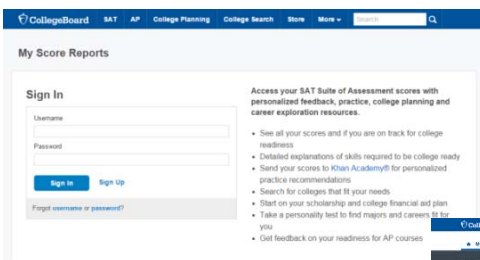 CollegeBoard SAT AP College Planning College Search Store More Search
My Score Reports
Sign In
Username
Password
Sign In Sign Up
Forgot username or password?
Access your SAT Suite of Assessment scores with
personalized feedback, practice, college planning and
career exploration resources.
• See all your scores and if you are on track for college
readiness
• Detailed explanations of skills required to be college ready
• Send your scores to Khan Academy® for personalized
practice recommendations
• Search for colleges that fit your needs
• Start on your scholarship and college financial aid plan
• Take a personality test to find majors and careers fit for
you
• Get feedback on your readiness for AP courses